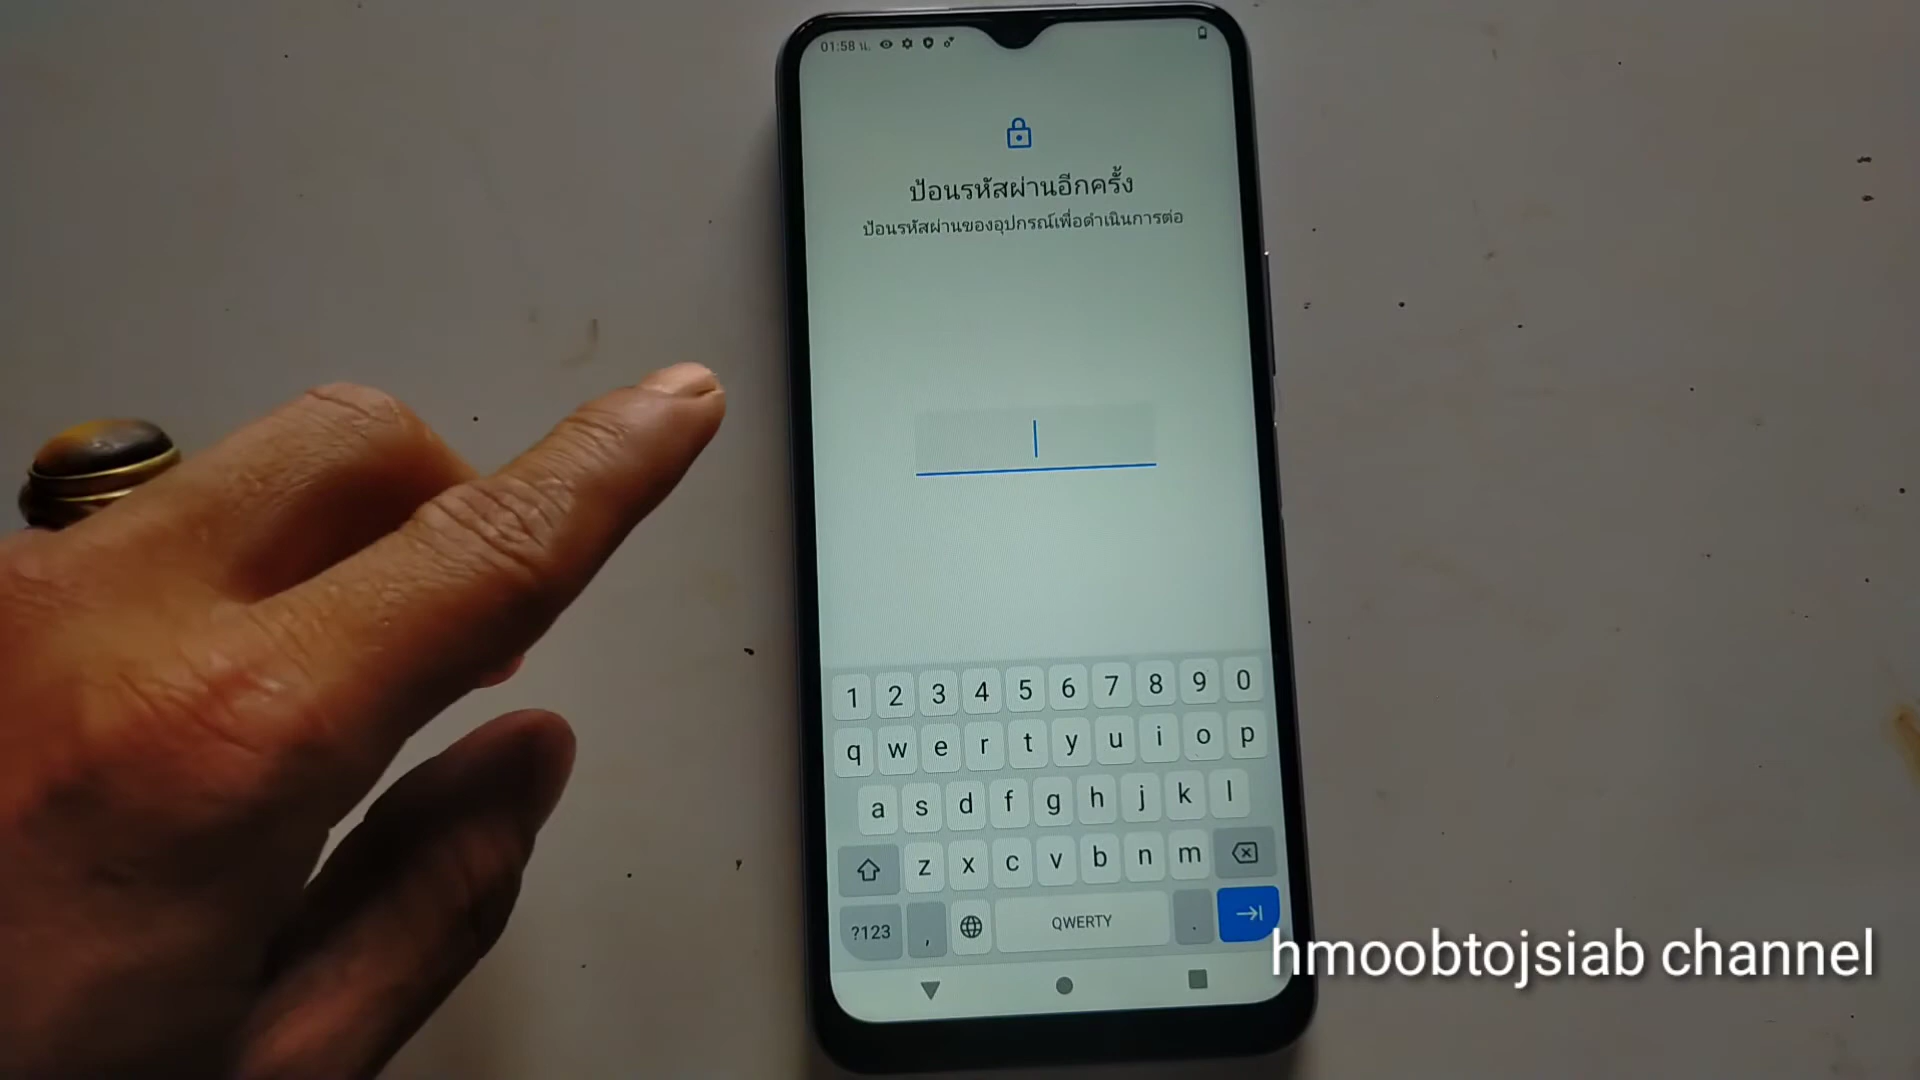 01:58 น.
ป้อนรหัสผ่านอีกครั้ง
ป้อนรหัสผ่านของอุปกรณ์เพื่อดำเนินการต่อ
1 2 3 4 5 6 7 8 9 0
q w e r t y u i o p
a s d f g h j k l
z x c v b n m
?123 , QWERTY .
hmoobtojsiab channel